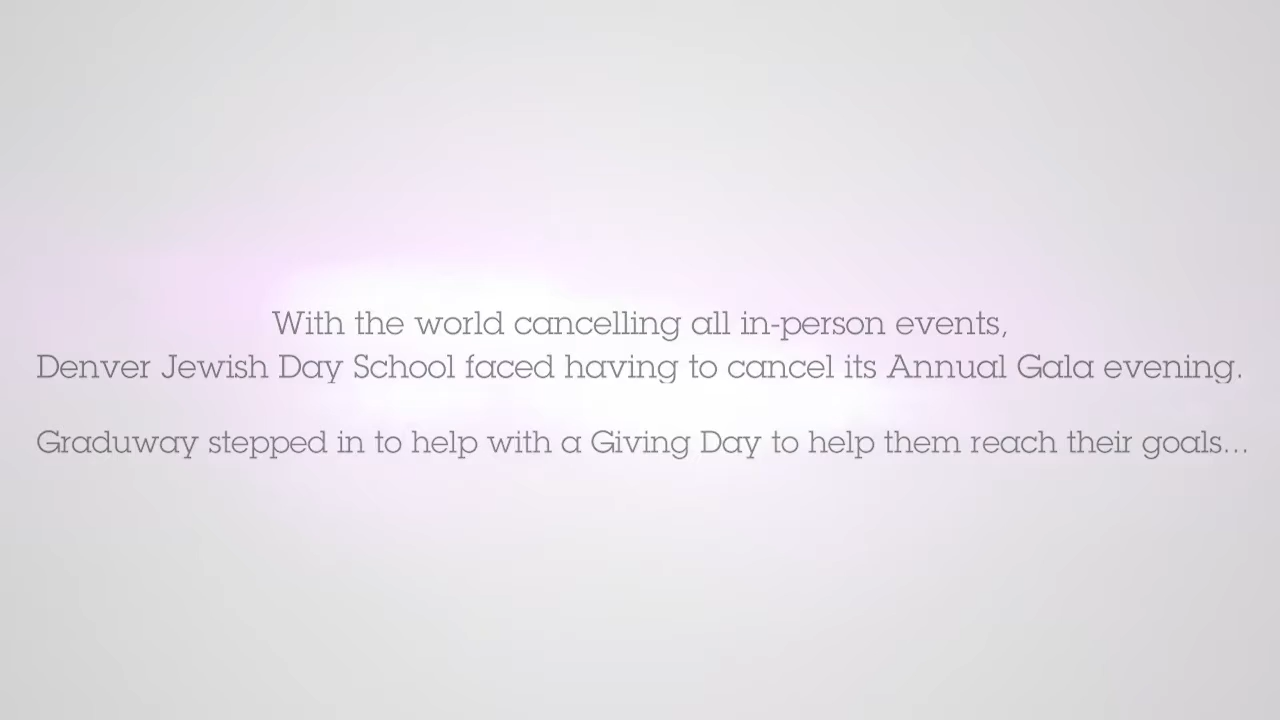 With the world cancelling all in-person events,
Denver Jewish Day School faced having to cancel its Annual Gala evening.
Graduway stepped in to help with a Giving Day to help them reach their goals...